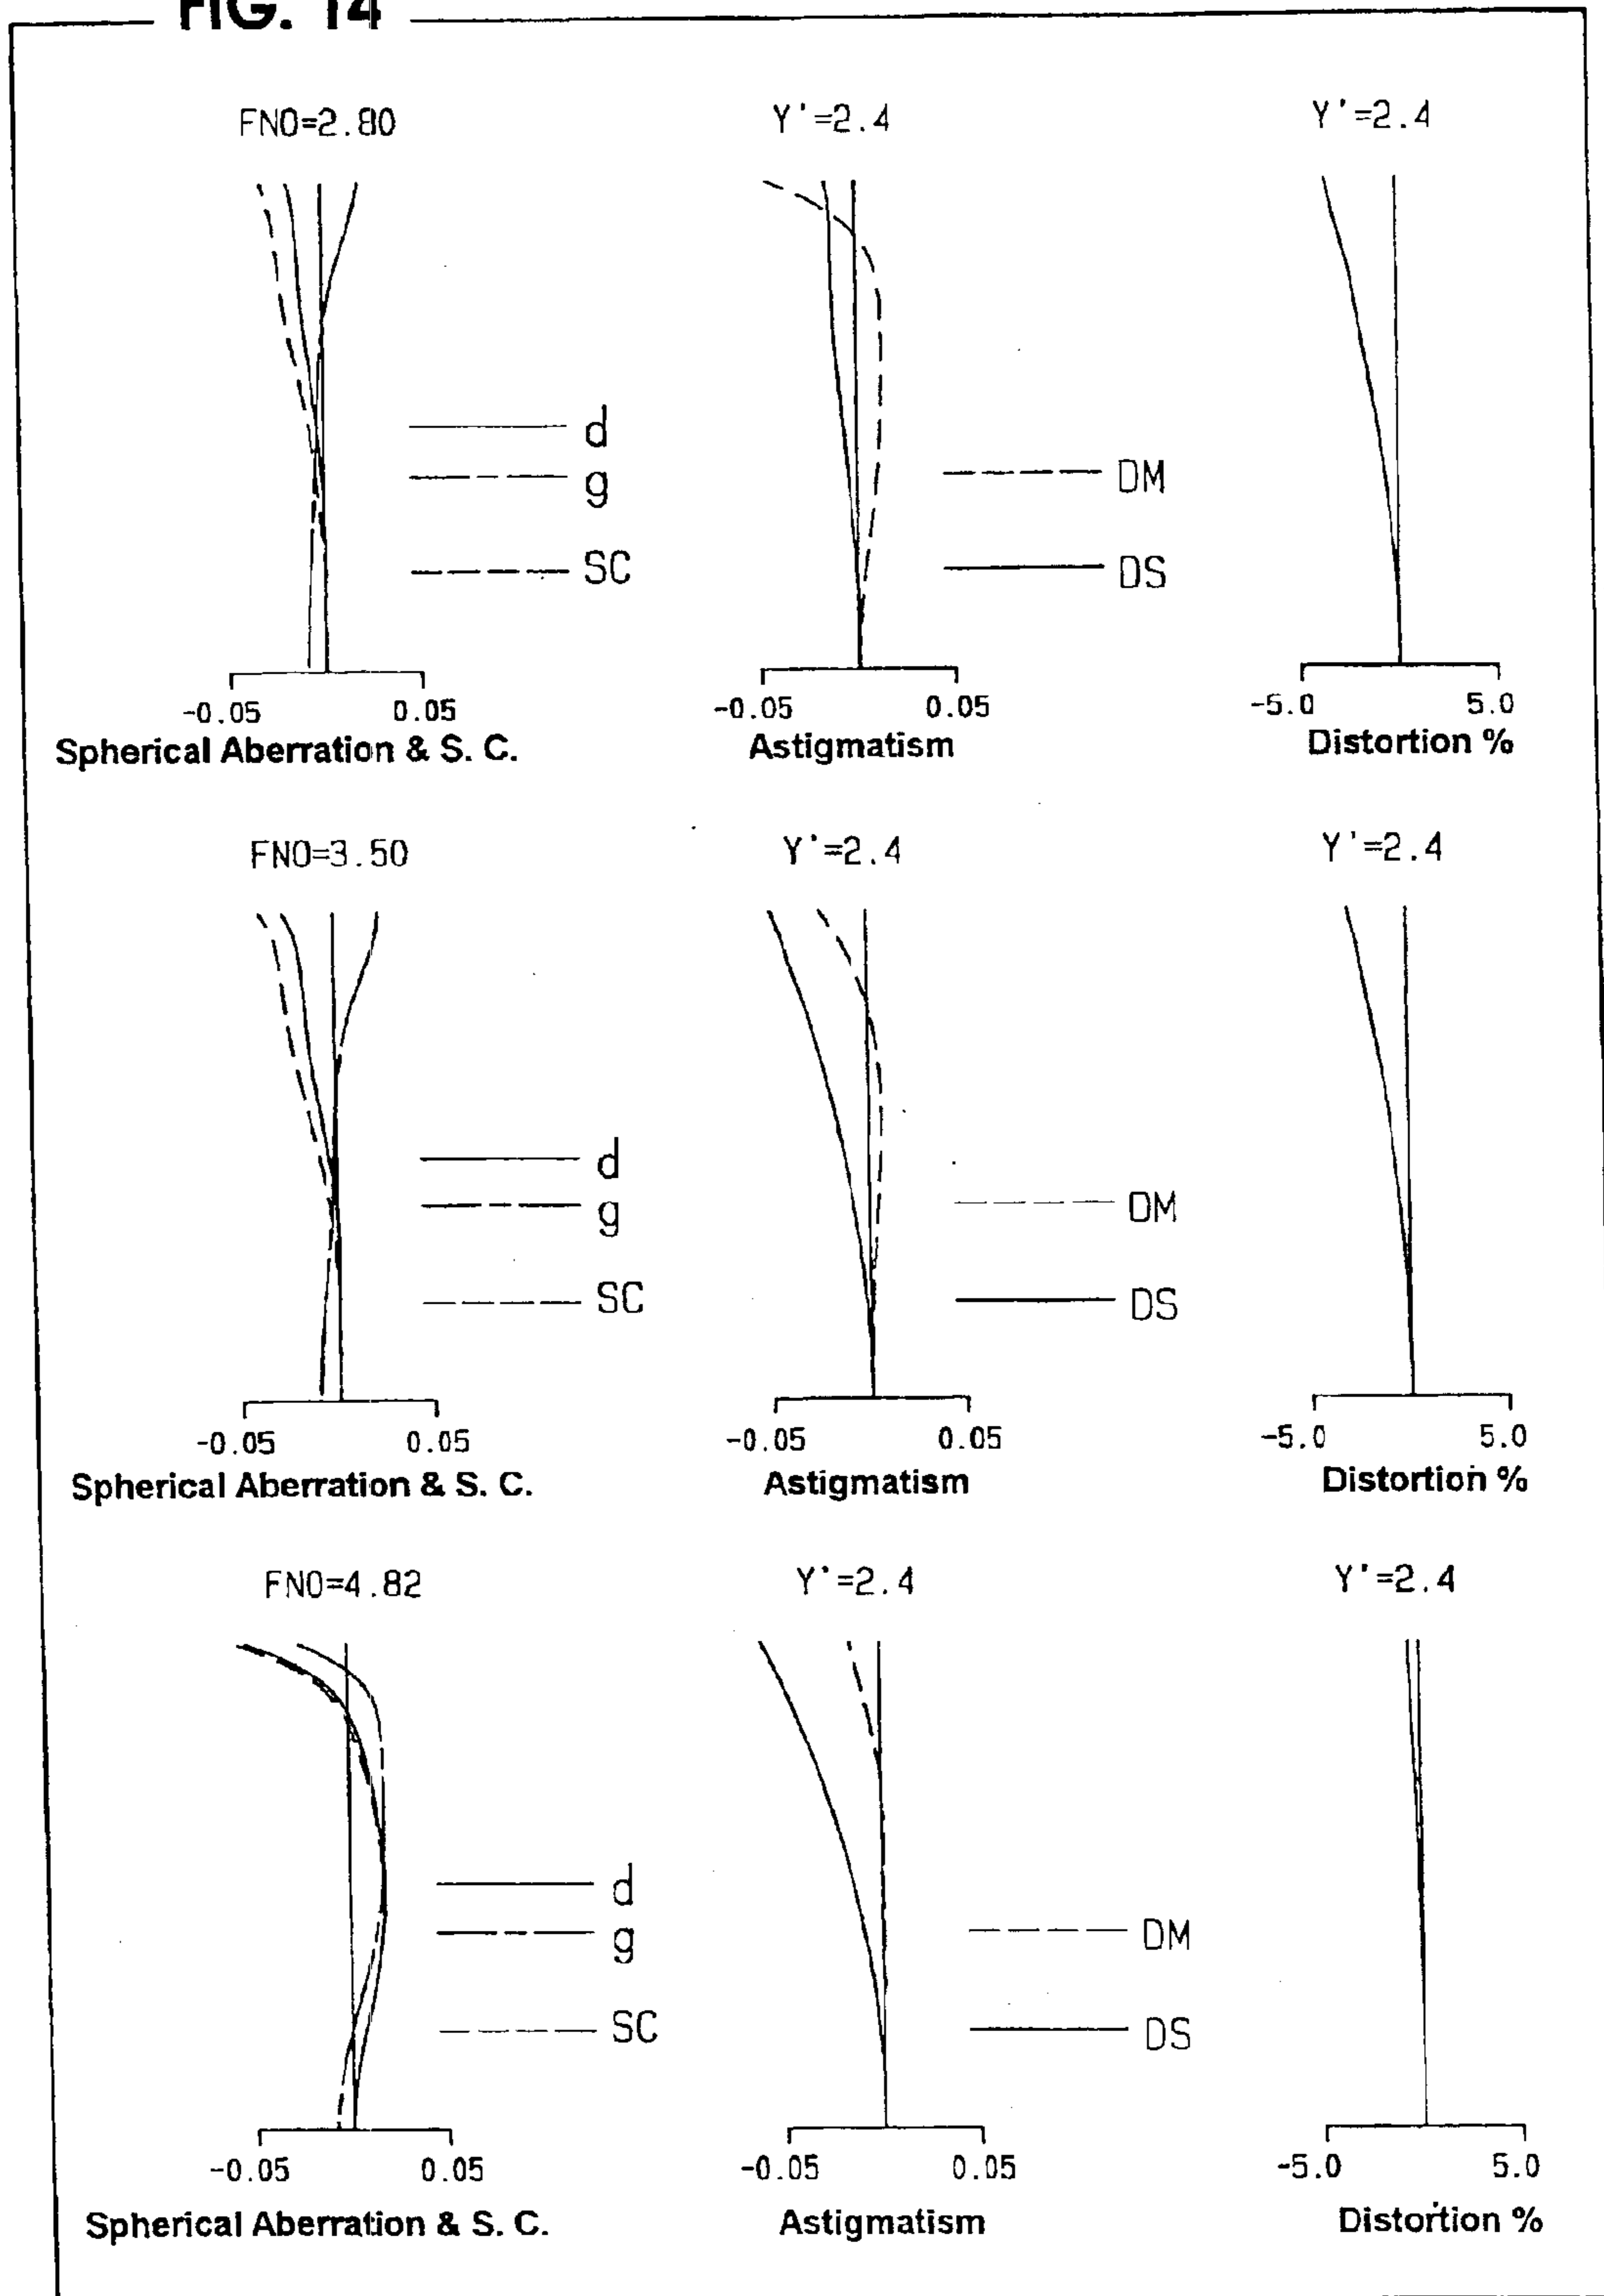 FIG. 14
FNO=2.80
Y'=2.4
Y'=2.4
d
g
SC
DM
DS
-0.05 0.05
-0.05 0.05
-5.0 5.0
Spherical Aberration & S. C.
Astigmatism
Distortion %
FNO=3.50
Y'=2.4
Y'=2.4
d
g
SC
DM
DS
-0.05 0.05
-0.05 0.05
-5.0 5.0
Spherical Aberration & S. C.
Astigmatism
Distortion %
FNO=4.82
Y'=2.4
Y'=2.4
d
g
SC
DM
DS
-0.05 0.05
-0.05 0.05
-5.0 5.0
Spherical Aberration & S. C.
Astigmatism
Distortion %